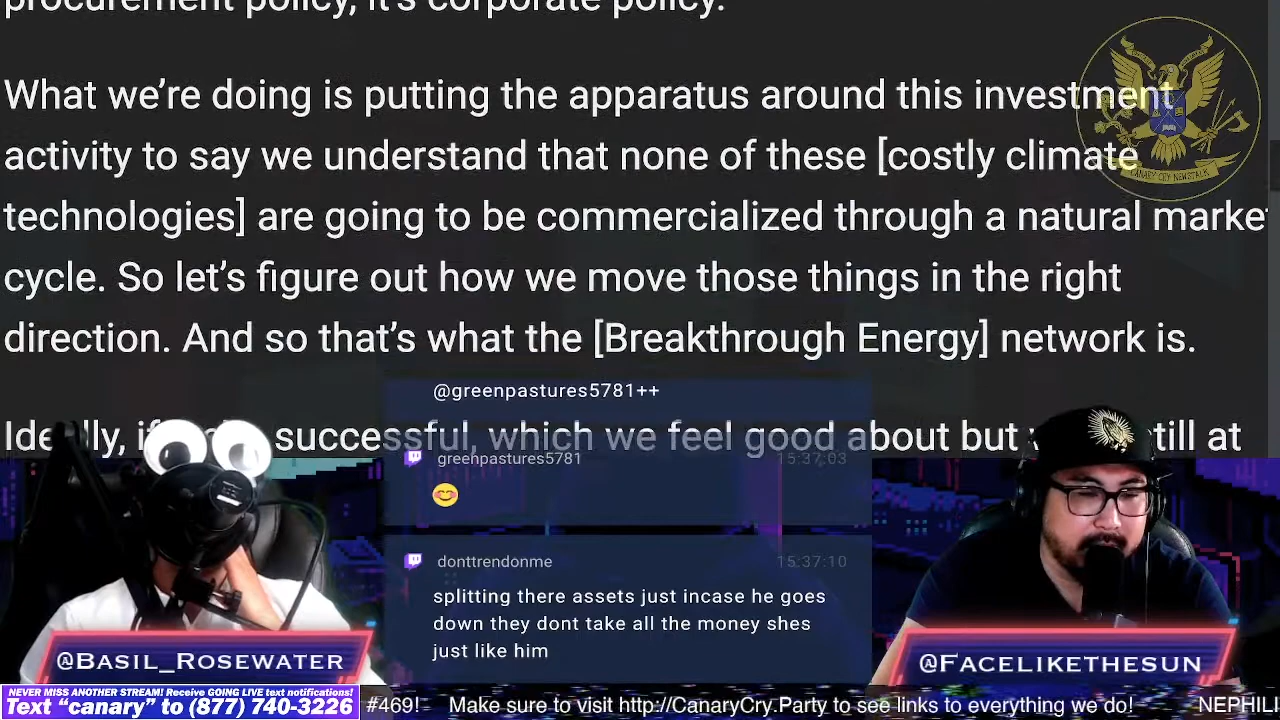 procurement policy, it's corporate policy.
What we're doing is putting the apparatus around this investment
activity to say we understand that none of these [costly climate
technologies] are going to be commercialized through a natural market
cycle. So let's figure out how we move those things in the right
direction. And so that's what the [Breakthrough Energy] network is.
successful, which we feel good about but
still at
CANARY CRY NEWSTALK
@greenpastures5781++
greenpastures5781 15:37:03
😊
donttrendonme 15:37:10
splitting there assets just incase he goes
down they dont take all the money shes
just like him
@BASIL_ROSEWATER
@FACELIKETHESUN
NEVER MISS ANOTHER STREAM! Receive GOING LIVE text notifications!
Text "canary" to (877) 740-3226
#469! - Make sure to visit http://CanaryCry.Party to see links to everything we do! - NEPHILI